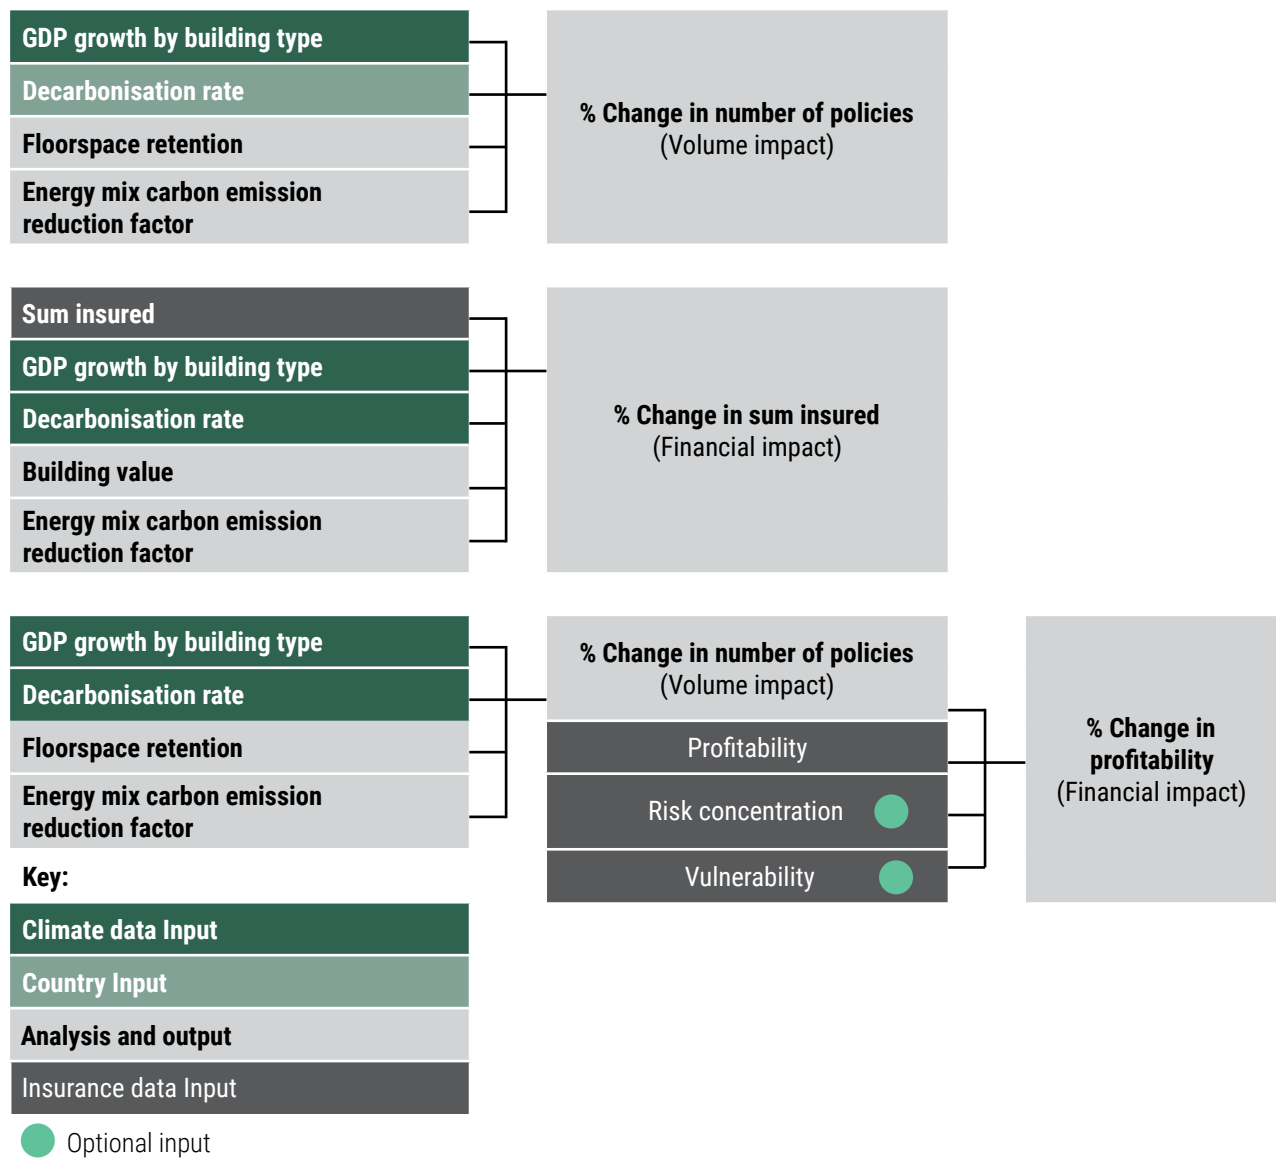 GDP growth by building type
Decarbonisation rate
Floorspace retention
Energy mix carbon emission
reduction factor
% Change in number of policies
(Volume impact)
Sum insured
GDP growth by building type
Decarbonisation rate
Building value
Energy mix carbon emission
reduction factor
% Change in sum insured
(Financial impact)
GDP growth by building type
Decarbonisation rate
Floorspace retention
Energy mix carbon emission
reduction factor
% Change in number of policies
(Volume impact)
Profitability
Risk concentration
Vulnerability
% Change in
profitability
(Financial impact)
Key:
Climate data Input
Country Input
Analysis and output
Insurance data Input
Optional input